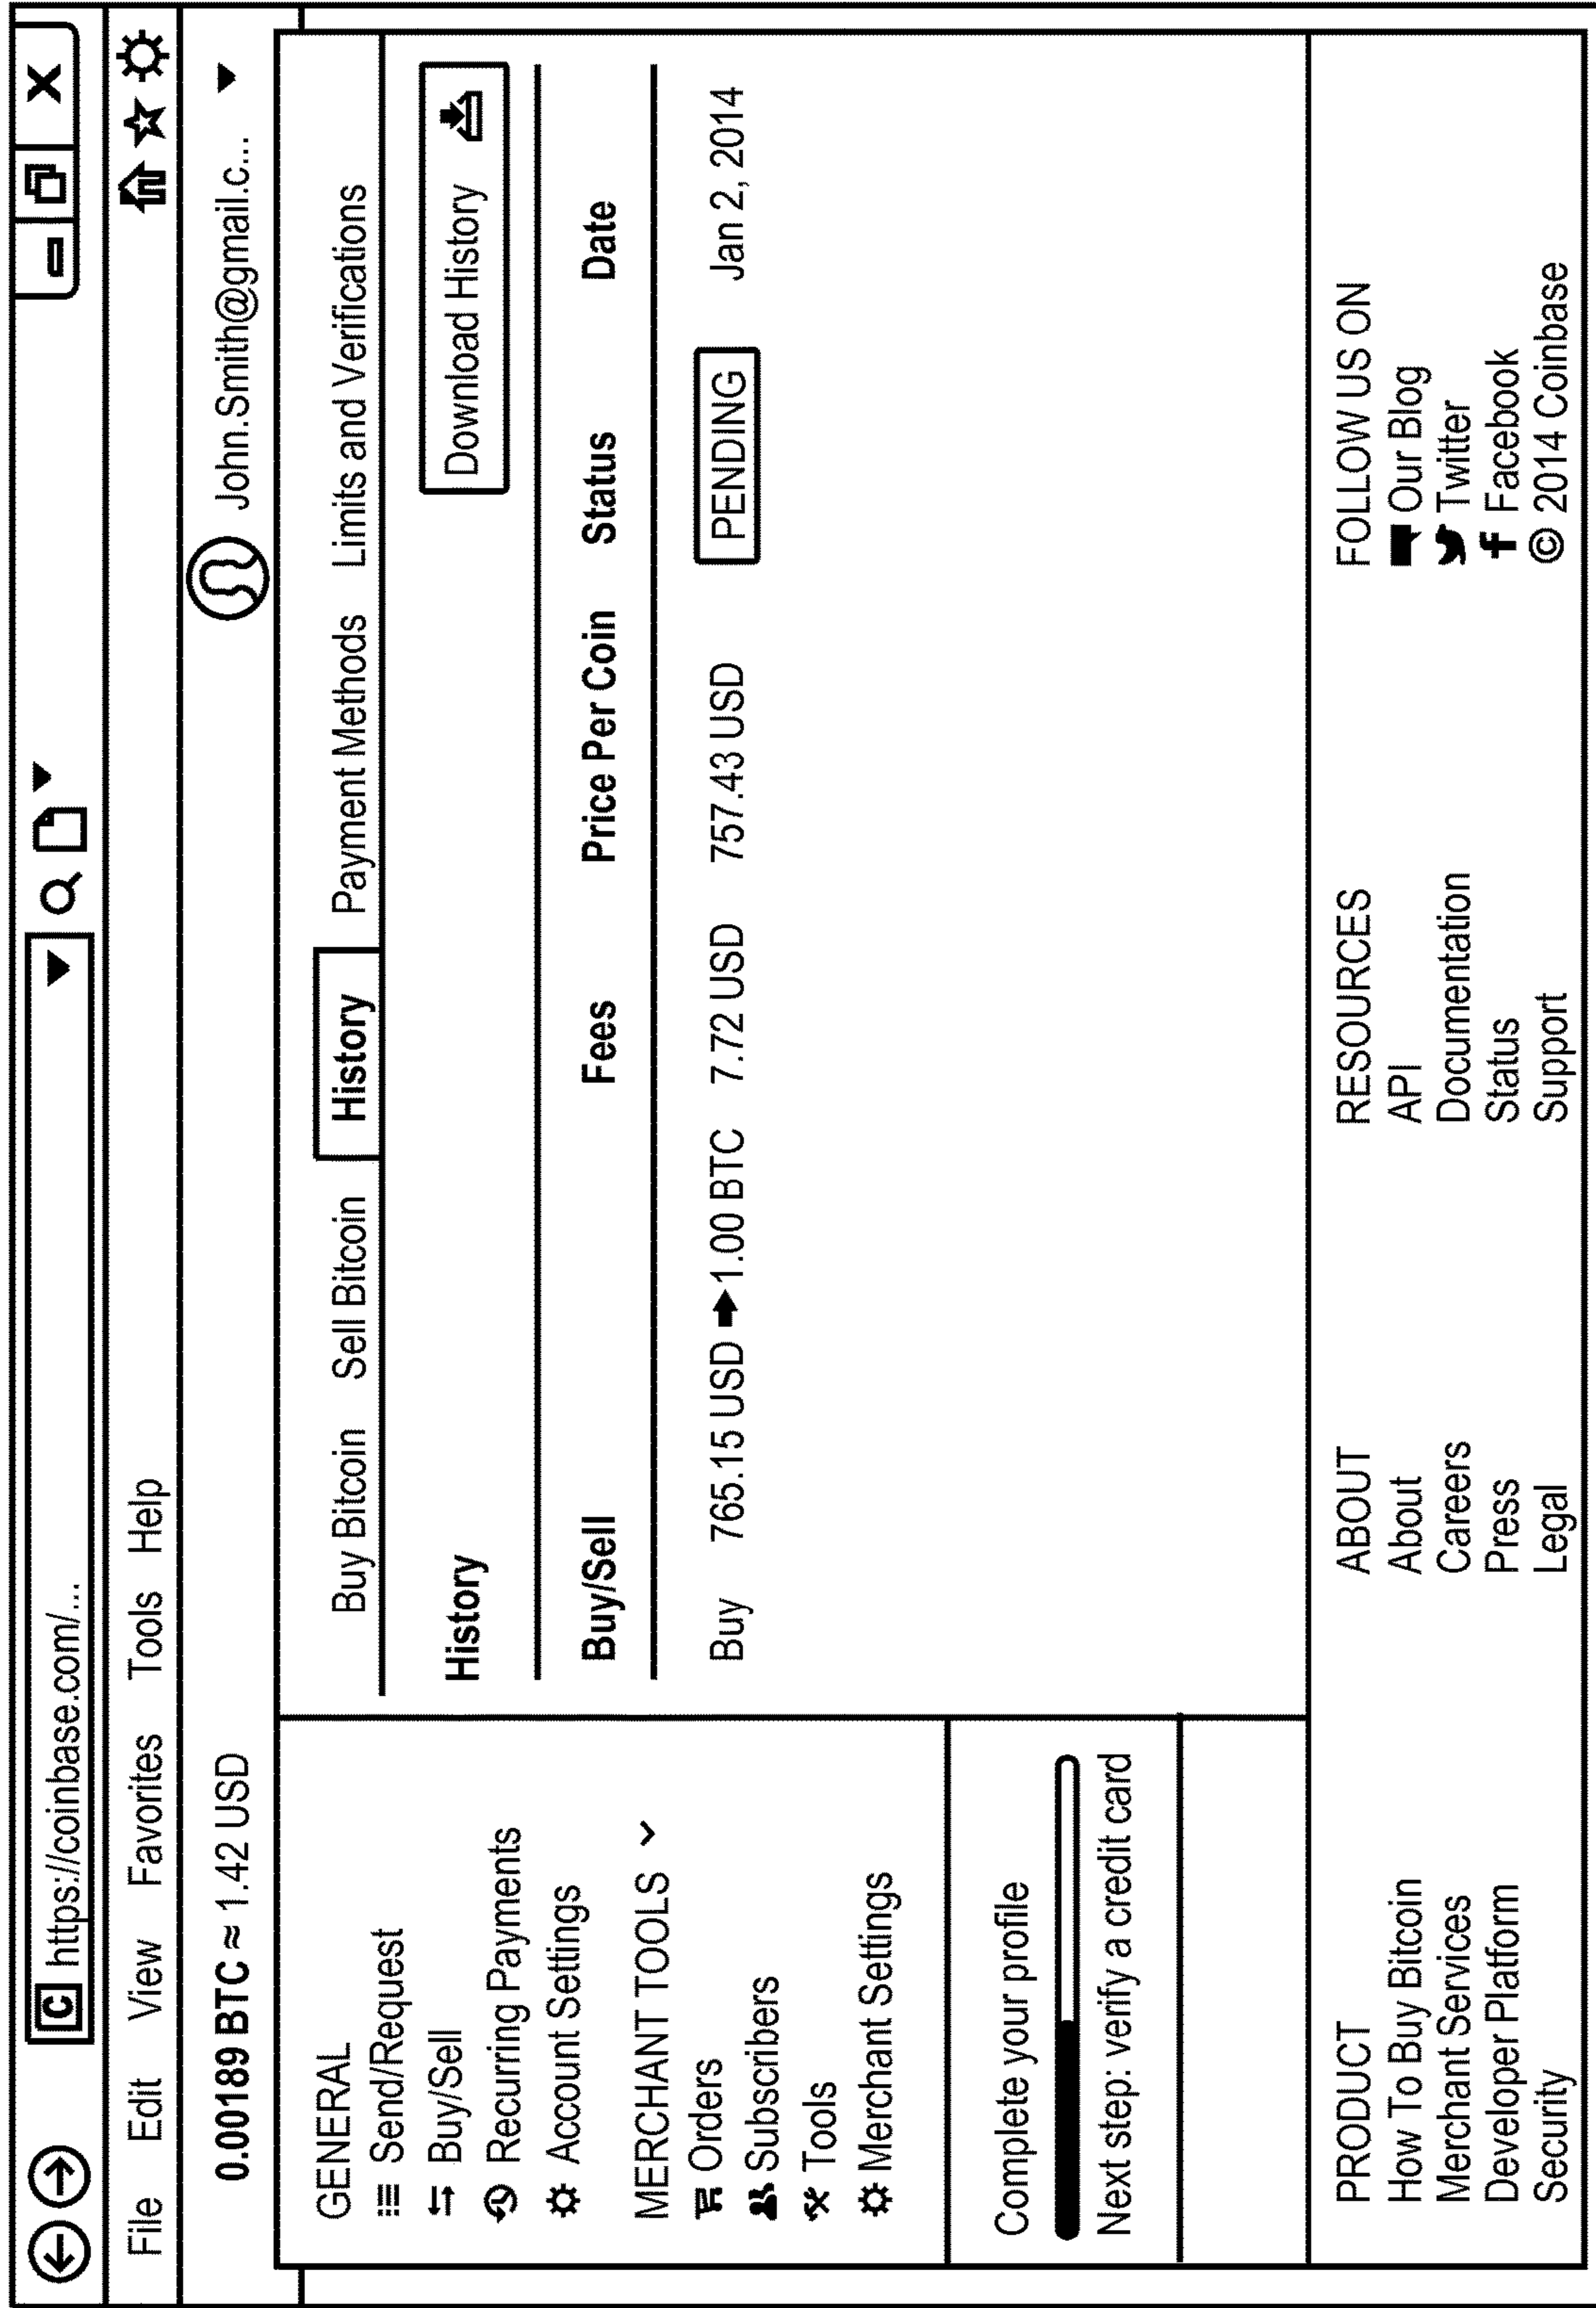 C https://coinbase.com/...
X
File Edit View Favorites Tools Help
0.00189 BTC ≈ 1.42 USD
John.Smith@gmail.c...
GENERAL
Send/Request
Buy/Sell
Recurring Payments
Account Settings
MERCHANT TOOLS
Orders
Subscribers
Tools
Merchant Settings
Complete your profile
Next step: verify a credit card
Buy Bitcoin Sell Bitcoin History Payment Methods Limits and Verifications
History Download History
Buy/Sell Fees Price Per Coin Status Date
Buy 765.15 USD ➡ 1.00 BTC 7.72 USD 757.43 USD PENDING Jan 2, 2014
PRODUCT
How To Buy Bitcoin
Merchant Services
Developer Platform
Security
ABOUT
About
Careers
Press
Legal
RESOURCES
API
Documentation
Status
Support
FOLLOW US ON
Our Blog
Twitter
f Facebook
© 2014 Coinbase